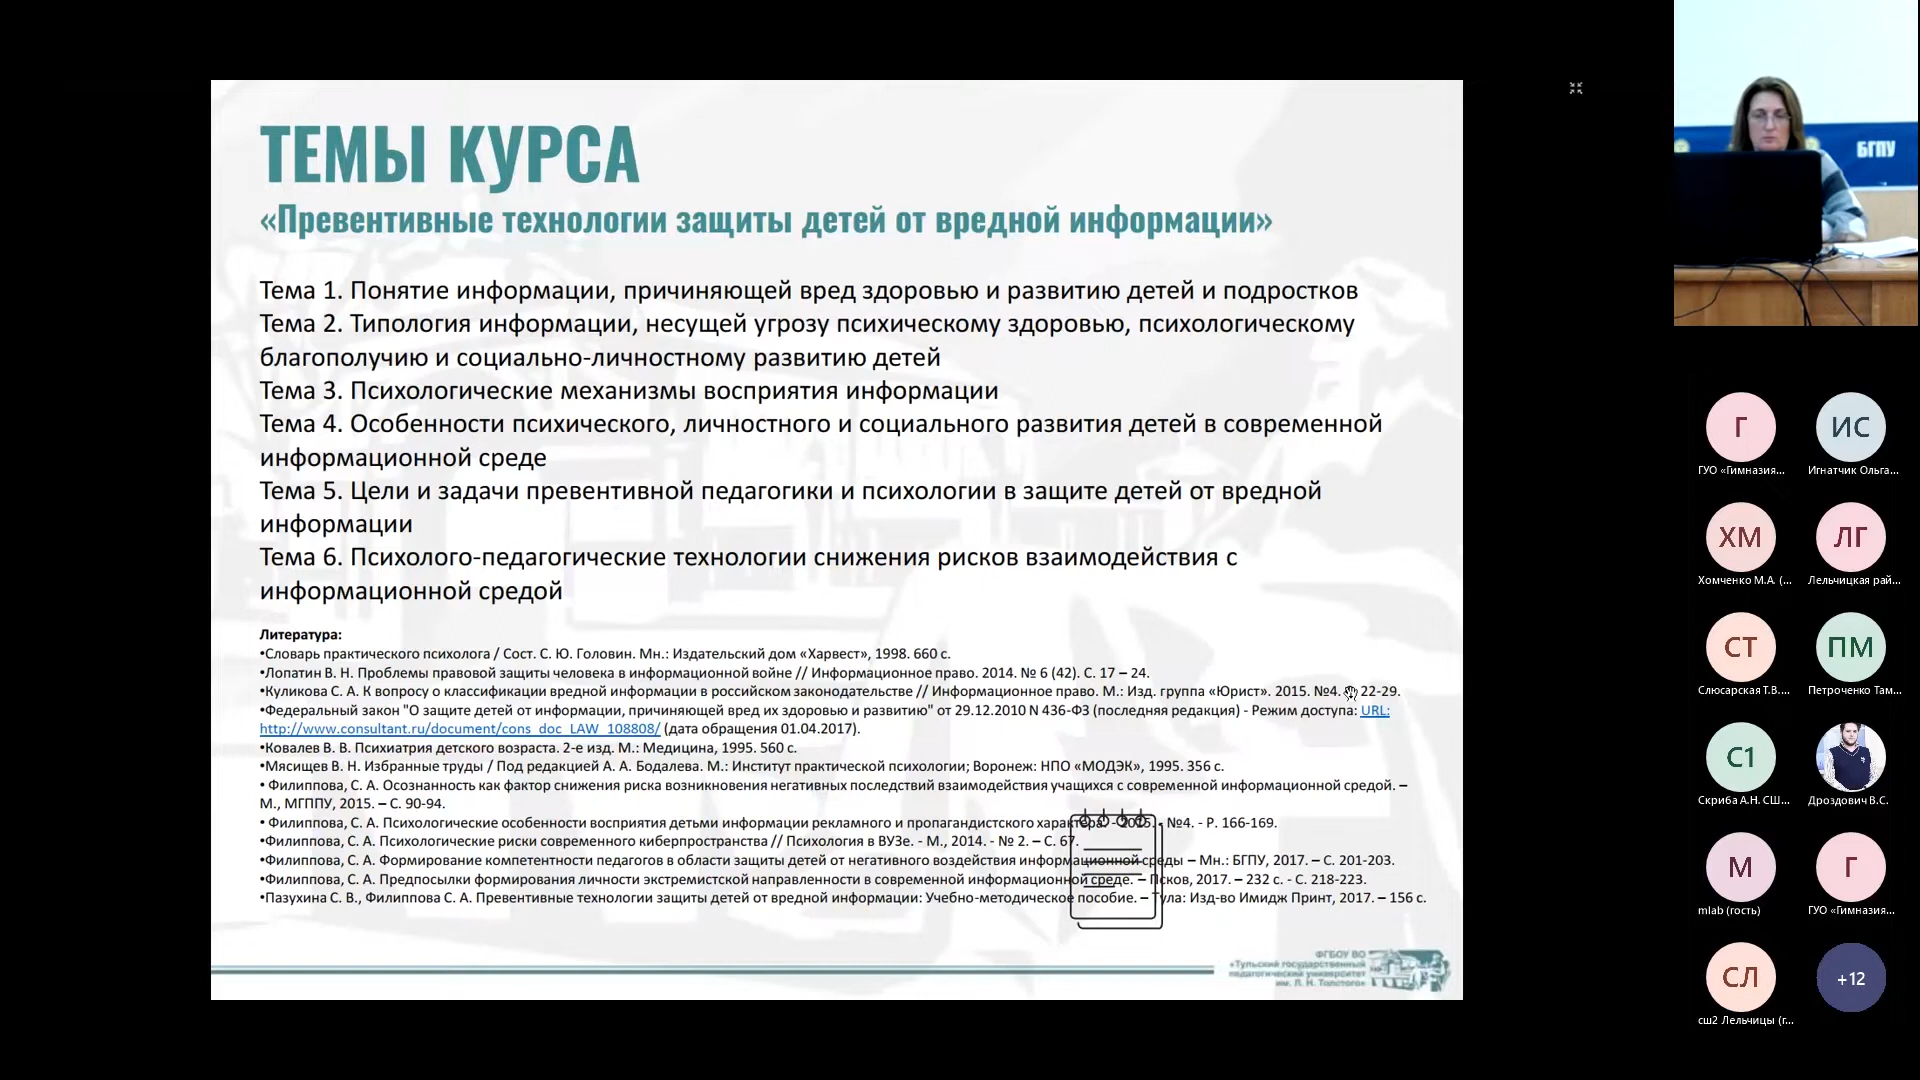 ТЕМЫ КУРСА
«Превентивные технологии защиты детей от вредной информации»
Тема 1. Понятие информации, причиняющей вред здоровью и развитию детей и подростков
Тема 2. Типология информации, несущей угрозу психическому здоровью, психологическому
благополучию и социально-личностному развитию детей
Тема 3. Психологические механизмы восприятия информации
Тема 4. Особенности психического, личностного и социального развития детей в современной
информационной среде
Тема 5. Цели и задачи превентивной педагогики и психологии в защите детей от вредной
информации
Тема 6. Психолого-педагогические технологии снижения рисков взаимодействия с
информационной средой
Литература:
•Словарь практического психолога / Сост. С. Ю. Головин. Мн.: Издательский дом «Харвест», 1998. 660 с.
•Лопатин В. Н. Проблемы правовой защиты человека в информационной войне // Информационное право. 2014. № 6 (42). С. 17 – 24.
•Куликова С. А. К вопросу о классификации вредной информации в российском законодательстве // Информационное право. М.: Изд. группа «Юрист». 2015. №4. 22-29.
•Федеральный закон "О защите детей от информации, причиняющей вред их здоровью и развитию" от 29.12.2010 N 436-ФЗ (последняя редакция) - Режим доступа: URL:
http://www.consultant.ru/document/cons_doc_LAW_108808/ (дата обращения 01.04.2017).
•Ковалев В. В. Психиатрия детского возраста. 2-е изд. М.: Медицина, 1995. 560 с.
•Мясищев В. Н. Избранные труды / Под редакцией А. А. Бодалева. М.: Институт практической психологии; Воронеж: НПО «МОДЭК», 1995. 356 с.
• Филиппова, С. А. Осознанность как фактор снижения риска возникновения негативных последствий взаимодействия учащихся с современной информационной средой. –
М., МГППУ, 2015. – С. 90-94.
• Филиппова, С. А. Психологические особенности восприятия детьми информации рекламного и пропагандистского характера. - 2015. - №4. - Р. 166-169.
•Филиппова, С. А. Психологические риски современного киберпространства // Психология в ВУЗе. - М., 2014. - № 2. – С. 67.
•Филиппова, С. А. Формирование компетентности педагогов в области защиты детей от негативного воздействия информационной среды – Мн.: БГПУ, 2017. – С. 201-203.
•Филиппова, С. А. Предпосылки формирования личности экстремистской направленности в современной информационной среде. – Псков, 2017. – 232 с. - С. 218-223.
•Пазухина С. В., Филиппова С. А. Превентивные технологии защиты детей от вредной информации: Учебно-методическое пособие. – Тула: Изд-во Имидж Принт, 2017. – 156 с.
ФГБОУ ВО
«Тульский государственный
педагогический университет
им. Л. Н. Толстого»
БГПУ
Г
ИС
ГУО «Гимназия...
Игнатчик Ольга...
ХМ
ЛГ
Хомченко М.А. (...
Лельчицкая рай...
СТ
ПМ
Слюсарская Т.В....
Петроченко Там...
С1
Скриба А.Н. СШ...
Дроздович В.С.
М
Г
mlab (гость)
ГУО «Гимназия...
СЛ
+12
сш2 Лельчицы (г...